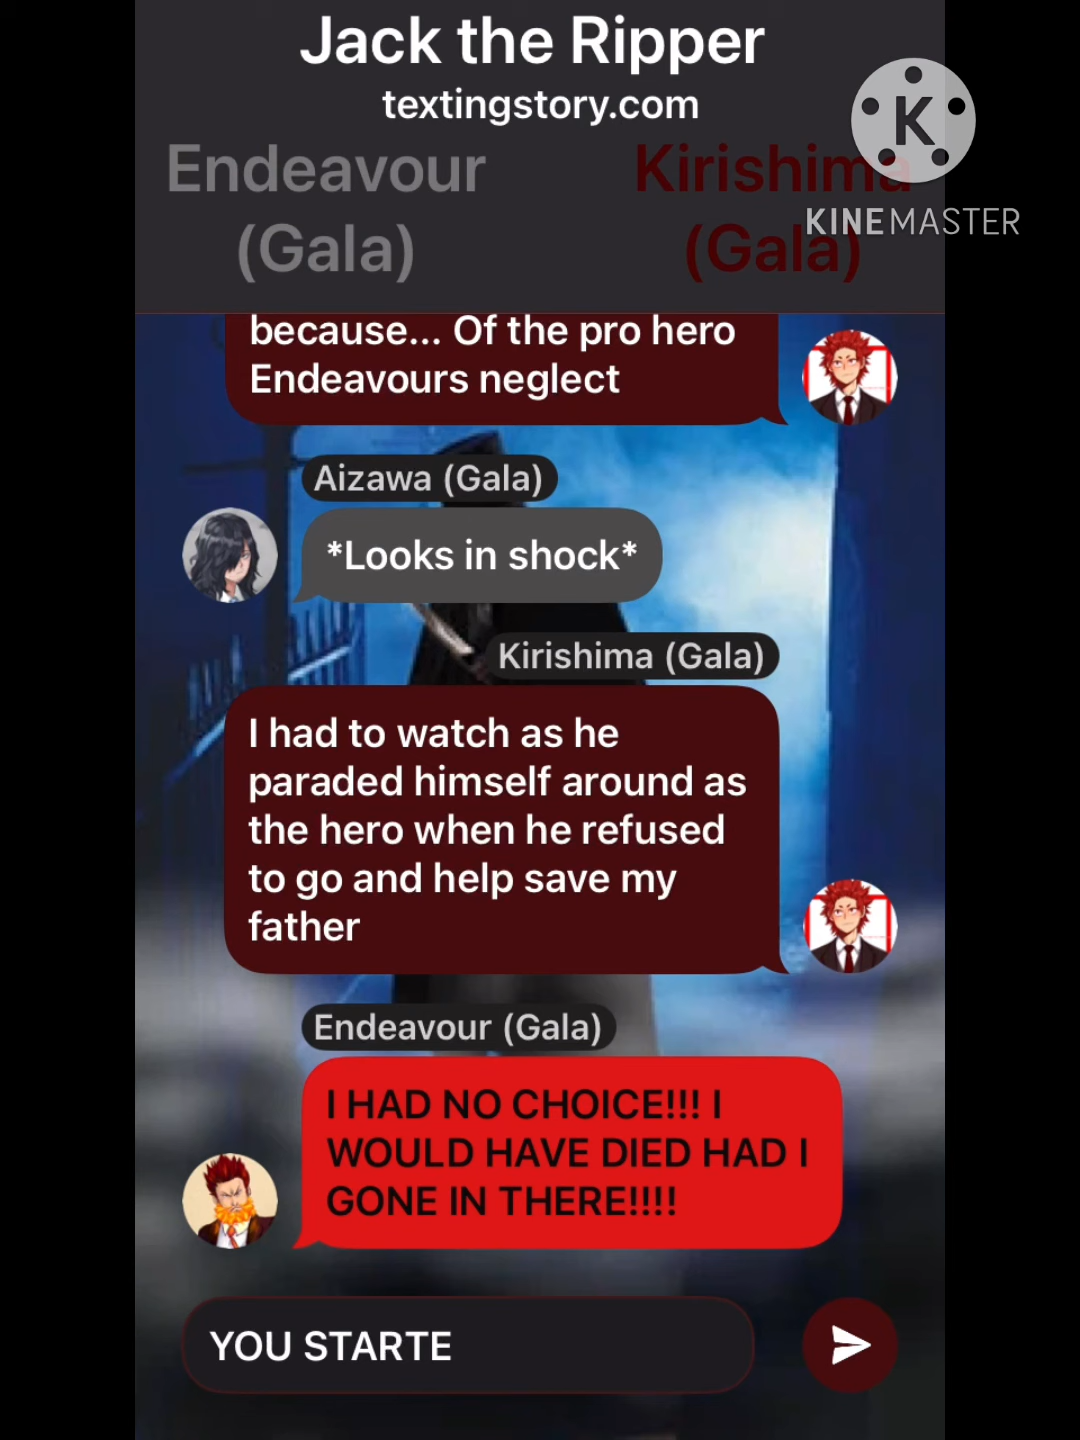 Jack the Ripper
textingstory.com
Endeavour
(Gala)
Kirishima
(Gala)
K
KINEMASTER
because... Of the pro hero
Endeavours neglect
Aizawa (Gala)
*Looks in shock*
Kirishima (Gala)
I had to watch as he
paraded himself around as
the hero when he refused
to go and help save my
father
Endeavour (Gala)
I HAD NO CHOICE!!! I
WOULD HAVE DIED HAD I
GONE IN THERE!!!!
YOU STARTE